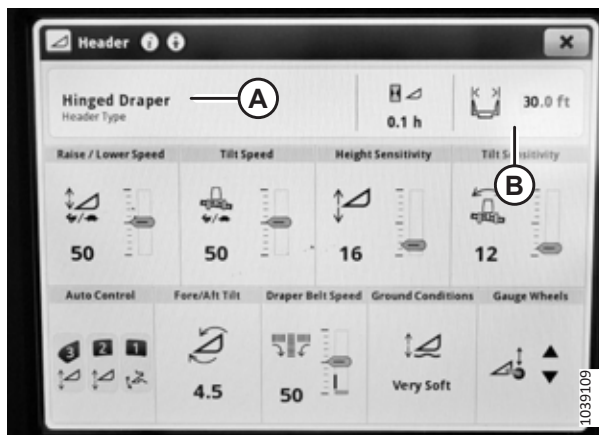 Header
Hinged Draper
Header Type
A
0.1 h
30.0 ft
B
Raise / Lower Speed
Tilt Speed
Height Sensitivity
Tilt Sensitivity
50
50
16
12
Auto Control
Fore/Aft Tilt
Draper Belt Speed
Ground Conditions
Gauge Wheels
3 2 1
4.5
50
Very Soft
1039109